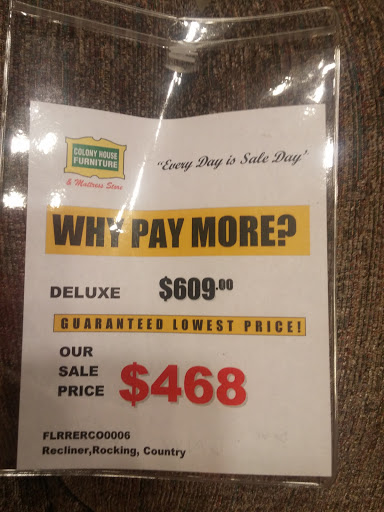 COLONY HOUSE
FURNITURE
& Mattress Store
"Every Day is Sale Day"
WHY PAY MORE?
DELUXE $609.00
GUARANTEED LOWEST PRICE!
OUR
SALE
PRICE $468
FLRRERCO0006
Recliner,Rocking, Country